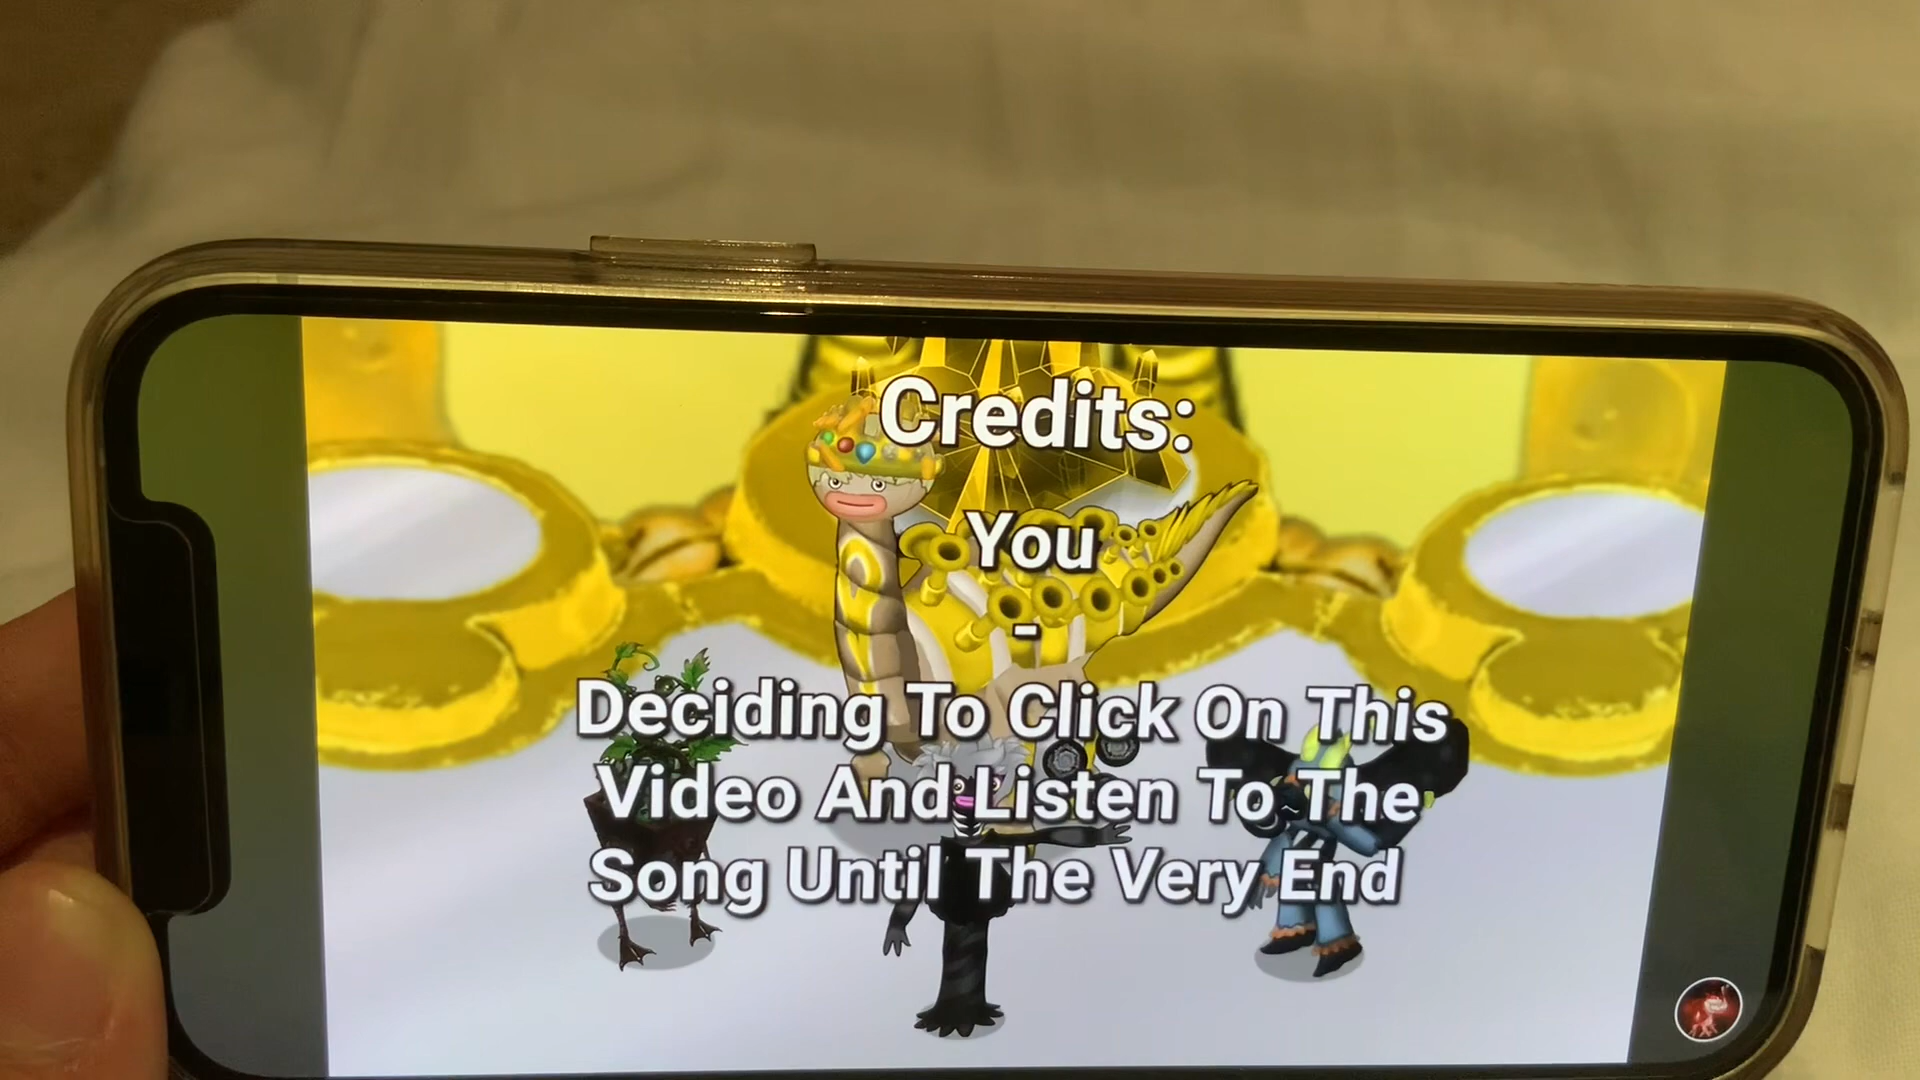 Credits:
You
-
Deciding To Click On This
Video And Listen To The
Song Until The Very End